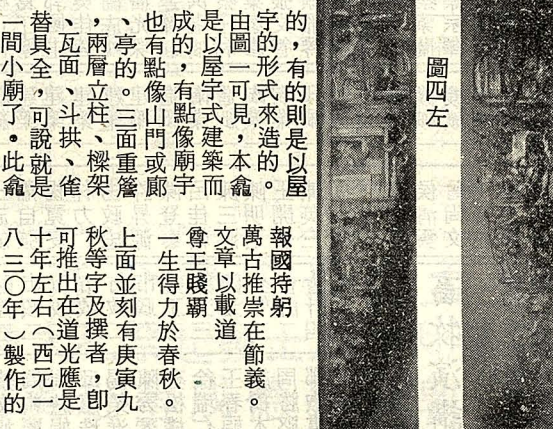 圖四左
的，有的則是以屋
宇的形式來造的。
由圖一可見，本龕
是以屋宇式建築而
成的，有點像廟宇
也有點像山門或廊
、亭的。三面重簷
，兩層立柱、樑架
、瓦面、斗拱、雀
替具全，可說就是
一間小廟了。此龕
報國持躬
萬古推崇在節義。
文章以載道
尊王賤霸
一生得力於春秋。
上面並刻有庚寅九
秋等字及撰者，卽
可推出在道光應是
十年左右（西元一
八三〇年）製作的